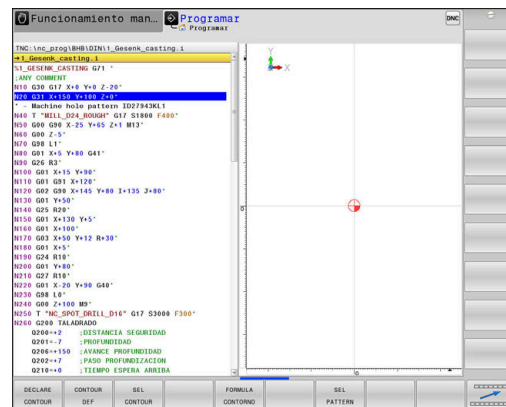 Funcionamiento man...
Programar
Programar
DNC
TNC:\nc_prog\BHB\DIN\1_Gesenk_casting.i
→1_Gesenk_casting.i
%1_GESENK_CASTING G71 *
;ANY COMMENT
N10 G30 G17 X+0 Y+0 Z-20*
N20 G31 X+150 Y+100 Z+0*
* - Machine hole pattern ID27943KL1
N40 T "MILL_D24_ROUGH" G17 S1800 F400*
N50 G00 G90 X-25 Y+65 Z+1 M13*
N60 G00 Z-5*
N70 G98 L1*
N80 G01 X+5 Y+80 G41*
N90 G26 R3*
N100 G01 X+15 Y+90*
N110 G01 G91 X+120*
N120 G02 G90 X+145 Y+80 I+135 J+80*
N130 G01 Y+50*
N140 G25 R20*
N150 G01 X+130 Y+5*
N160 G01 X+100*
N170 G03 X+50 Y+12 R+30*
N180 G01 X+5*
N190 G24 R10*
N200 G01 Y+80*
N210 G27 R10*
N220 G01 X-20 Y+90 G40*
N230 G98 L0*
N240 G00 Z+100 M9*
N250 T "NC_SPOT_DRILL_D16" G17 S3000 F300*
N260 G200 TALADRADO
Q200=+2 ;DISTANCIA SEGURIDAD
Q201=-7 ;PROFUNDIDAD
Q206=+150 ;AVANCE PROFUNDIDAD
Q202=+7 ;PASO PROFUNDIZACION
Q210=+0 ;TIEMPO ESPERA ARRIBA
Y
X
0
0
DECLARE
CONTOUR
CONTOUR
DEF
SEL
CONTOUR
FORMULA
CONTORNO
SEL
PATTERN